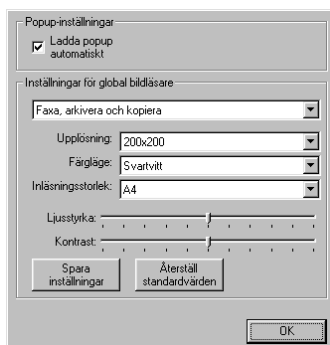 Popup-inställningar
Ladda popup
automatiskt
Inställningar för global bildläsare
Faxa, arkivera och kopiera
Upplösning: 200x200
Färgläge: Svartvitt
Inläsningsstorlek: A4
Ljusstyrka:
Kontrast:
Spara
inställningar
Återställ
standardvärden
OK